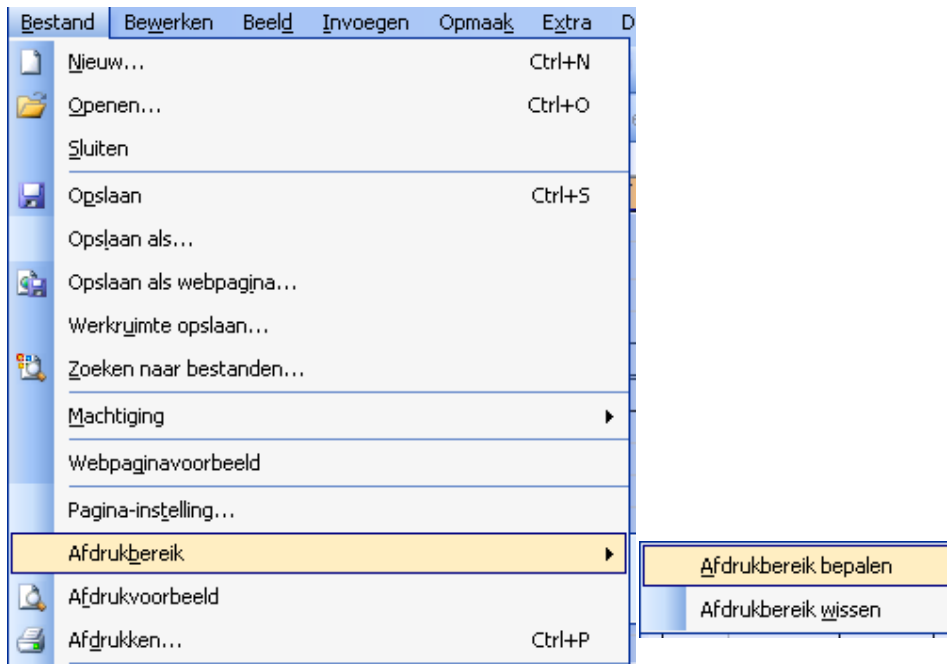 Bestand Bewerken Beeld Invoegen Opmaak Extra D
Nieuw... Ctrl+N
Openen... Ctrl+O
Sluiten
Opslaan Ctrl+S
Opslaan als...
Opslaan als webpagina...
Werkruimte opslaan...
Zoeken naar bestanden...
Machtiging
Webpaginavoorbeeld
Pagina-instelling...
Afdrukbereik
Afdrukbereik bepalen
Afdrukvoorbeeld
Afdrukbereik wissen
Afdrukken... Ctrl+P